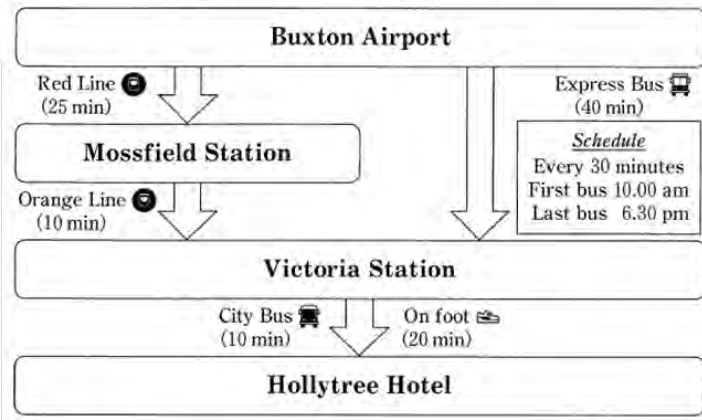 Buxton Airport
Red Line
(25 min)
Express Bus
(40 min)
Schedule
Every 30 minutes
First bus 10.00 am
Last bus 6.30 pm
Mossfield Station
Orange Line
(10 min)
Victoria Station
City Bus
(10 min)
On foot
(20 min)
Hollytree Hotel